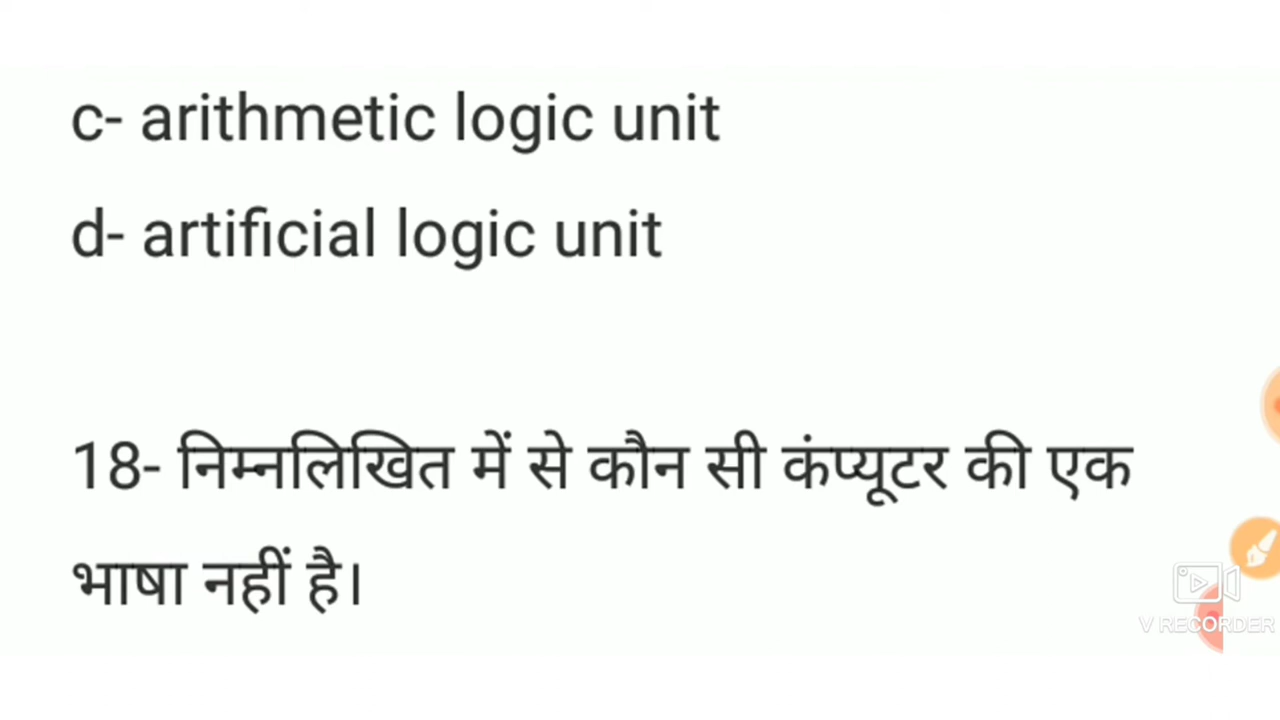 c- arithmetic logic unit
d- artificial logic unit
18- निम्नलिखित में से कौन सी कंप्यूटर की एक
भाषा नहीं है।
V RECORDER